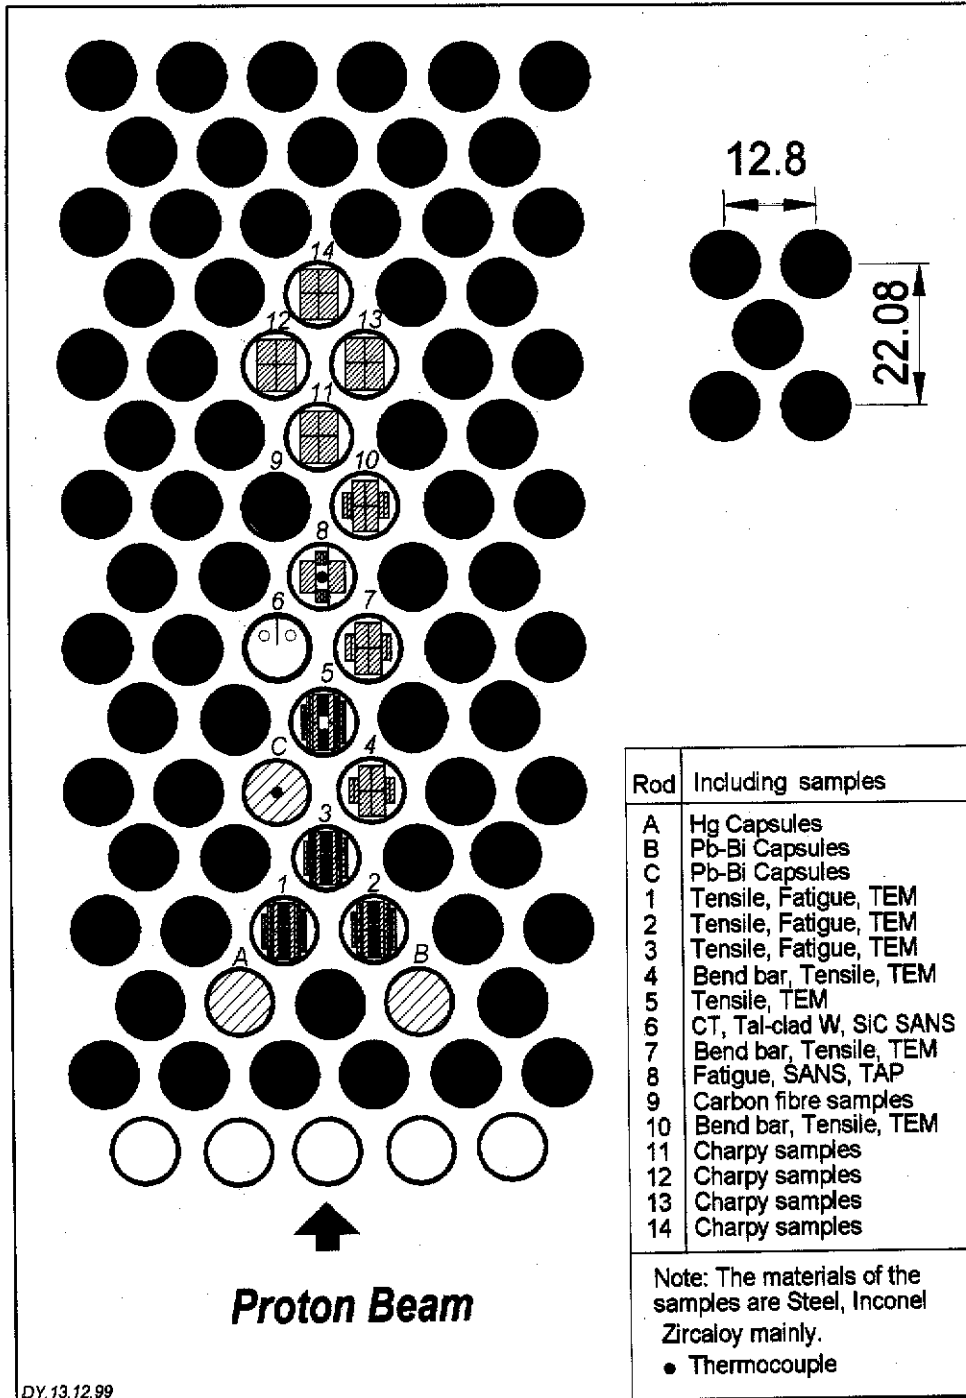 12.8
22.08
14
12
13
11
9
10
8
6
7
5
C
4
3
1
2
A
B
Proton Beam
DY.13.12.99
Rod Including samples
A Hg Capsules
B Pb-Bi Capsules
C Pb-Bi Capsules
1 Tensile, Fatigue, TEM
2 Tensile, Fatigue, TEM
3 Tensile, Fatigue, TEM
4 Bend bar, Tensile, TEM
5 Tensile, TEM
6 CT, Tal-clad W, SiC SANS
7 Bend bar, Tensile, TEM
8 Fatigue, SANS, TAP
9 Carbon fibre samples
10 Bend bar, Tensile, TEM
11 Charpy samples
12 Charpy samples
13 Charpy samples
14 Charpy samples
Note: The materials of the
samples are Steel, Inconel
Zircaloy mainly.
• Thermocouple